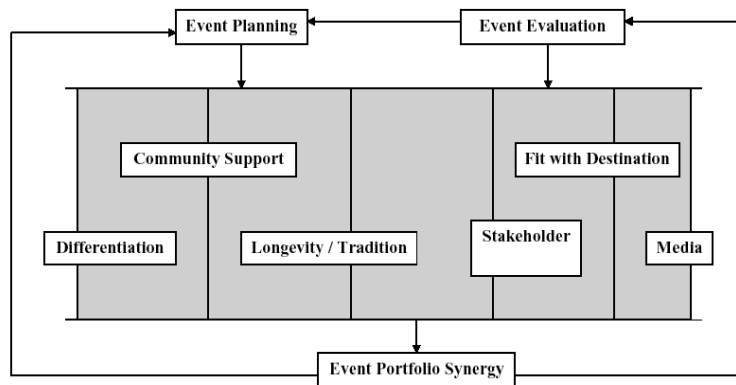 Event Planning
Event Evaluation
Community Support
Fit with Destination
Differentiation
Longevity / Tradition
Stakeholder
Media
Event Portfolio Synergy